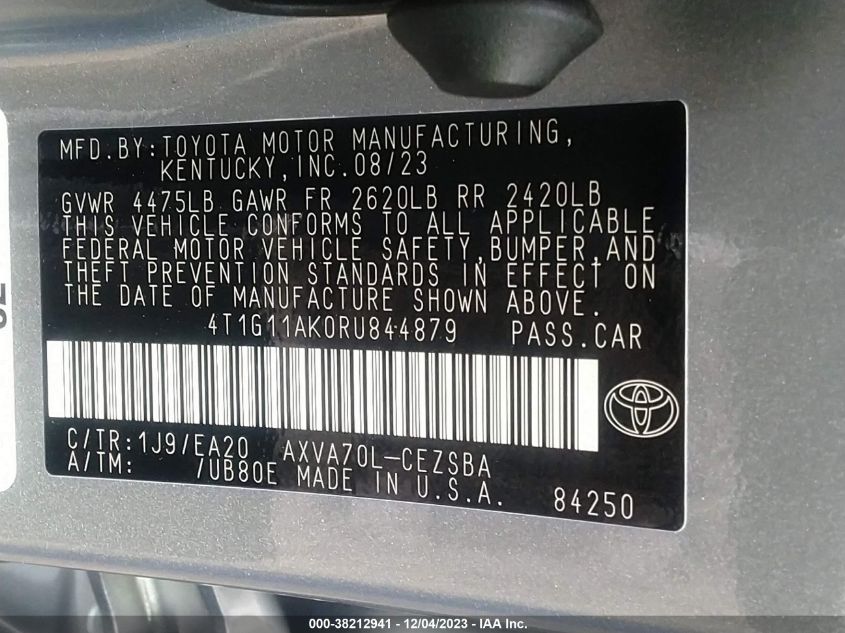 MFD.BY:TOYOTA MOTOR MANUFACTURING,
KENTUCKY,INC.08/23
GVWR 4475LB GAWR FR 2620LB RR 2420LB
THIS VEHICLE CONFORMS TO ALL APPLICABLE
FEDERAL MOTOR VEHICLE SAFETY,BUMPER,AND
THEFT PREVENTION STANDARDS IN EFFECT ON
THE DATE OF MANUFACTURE SHOWN ABOVE.
4T1G11AK0RU844879 PASS.CAR
C/TR:1J9/EA20 AXVA70L-CEZSBA
A/TM: /UB80E MADE IN U.S.A.
84250
000-38212941 - 12/04/2023 - IAA Inc.